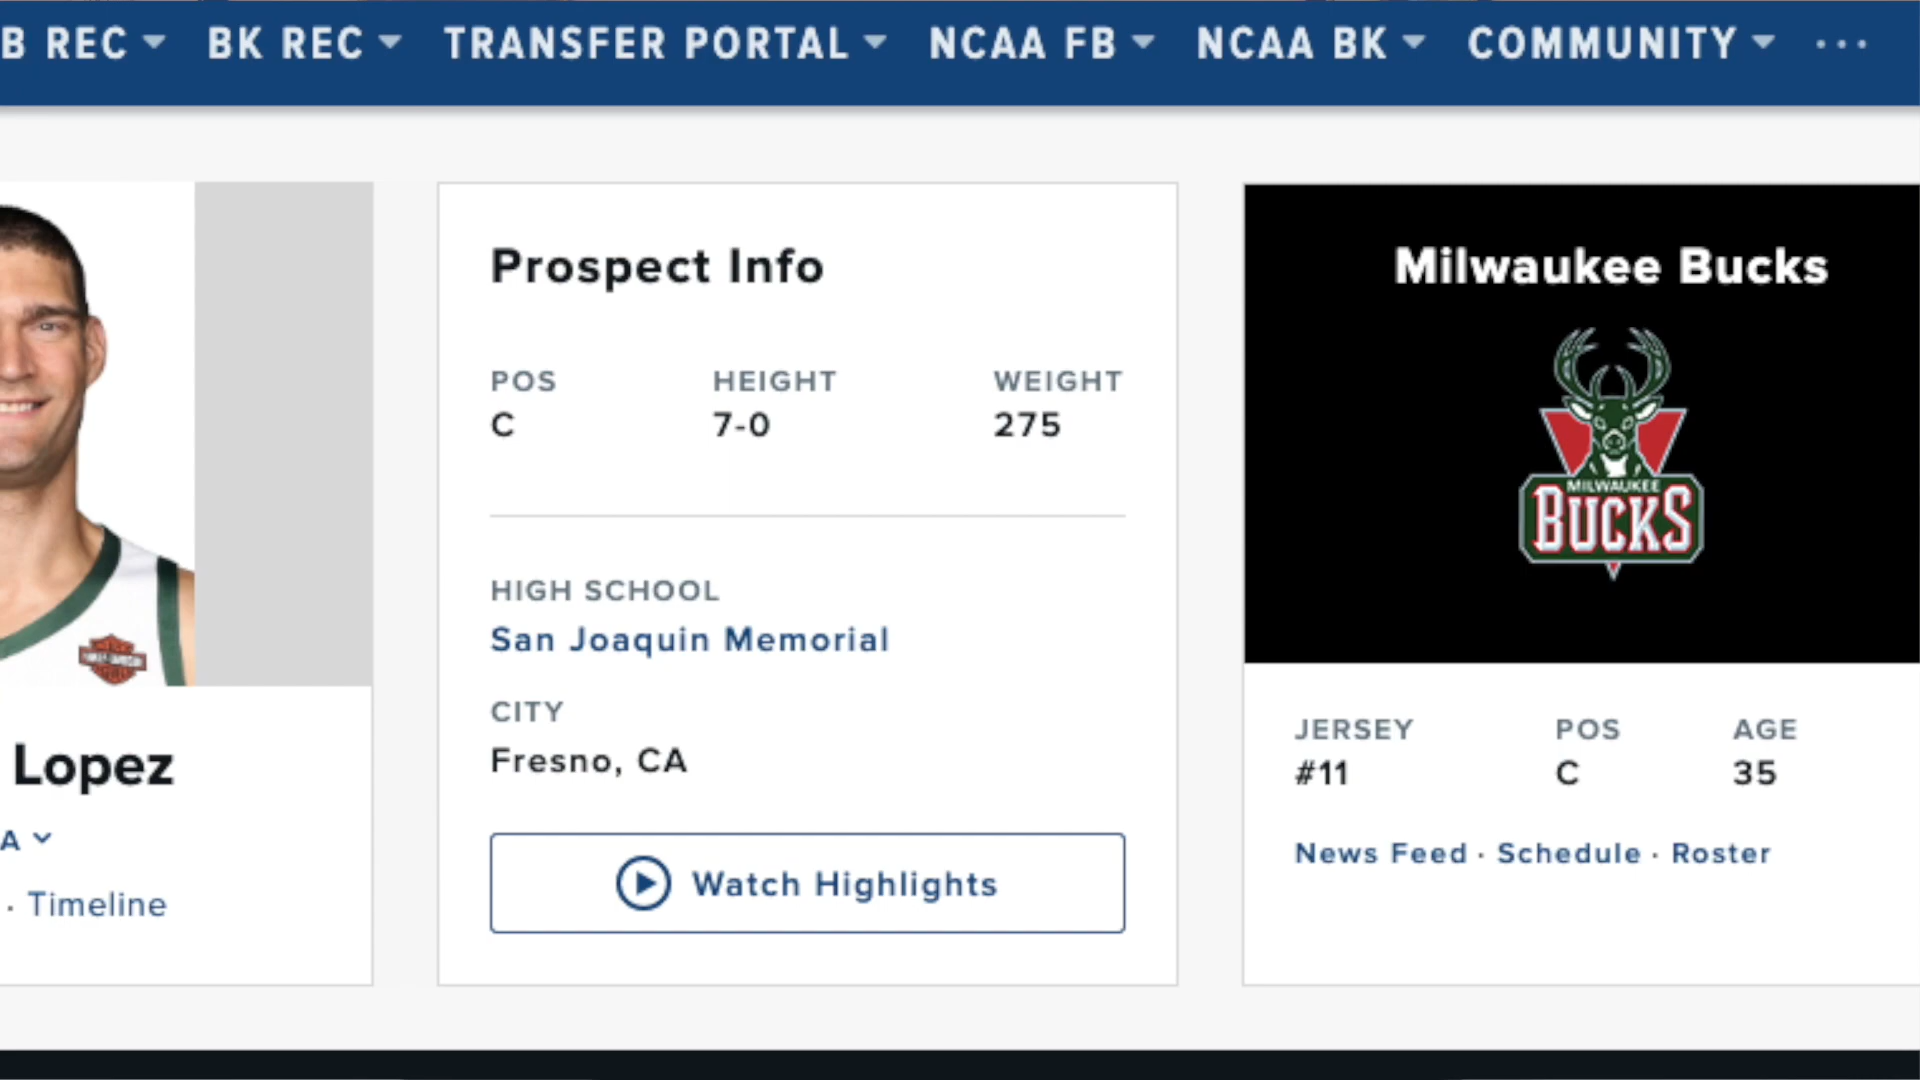 B REC BK REC TRANSFER PORTAL NCAA FB NCAA BK COMMUNITY ...
Lopez
A
· Timeline
Prospect Info
POS HEIGHT WEIGHT
C 7-0 275
HIGH SCHOOL
San Joaquin Memorial
CITY
Fresno, CA
Watch Highlights
Milwaukee Bucks
MILWAUKEE
BUCKS
JERSEY POS AGE
#11 C 35
News Feed · Schedule · Roster